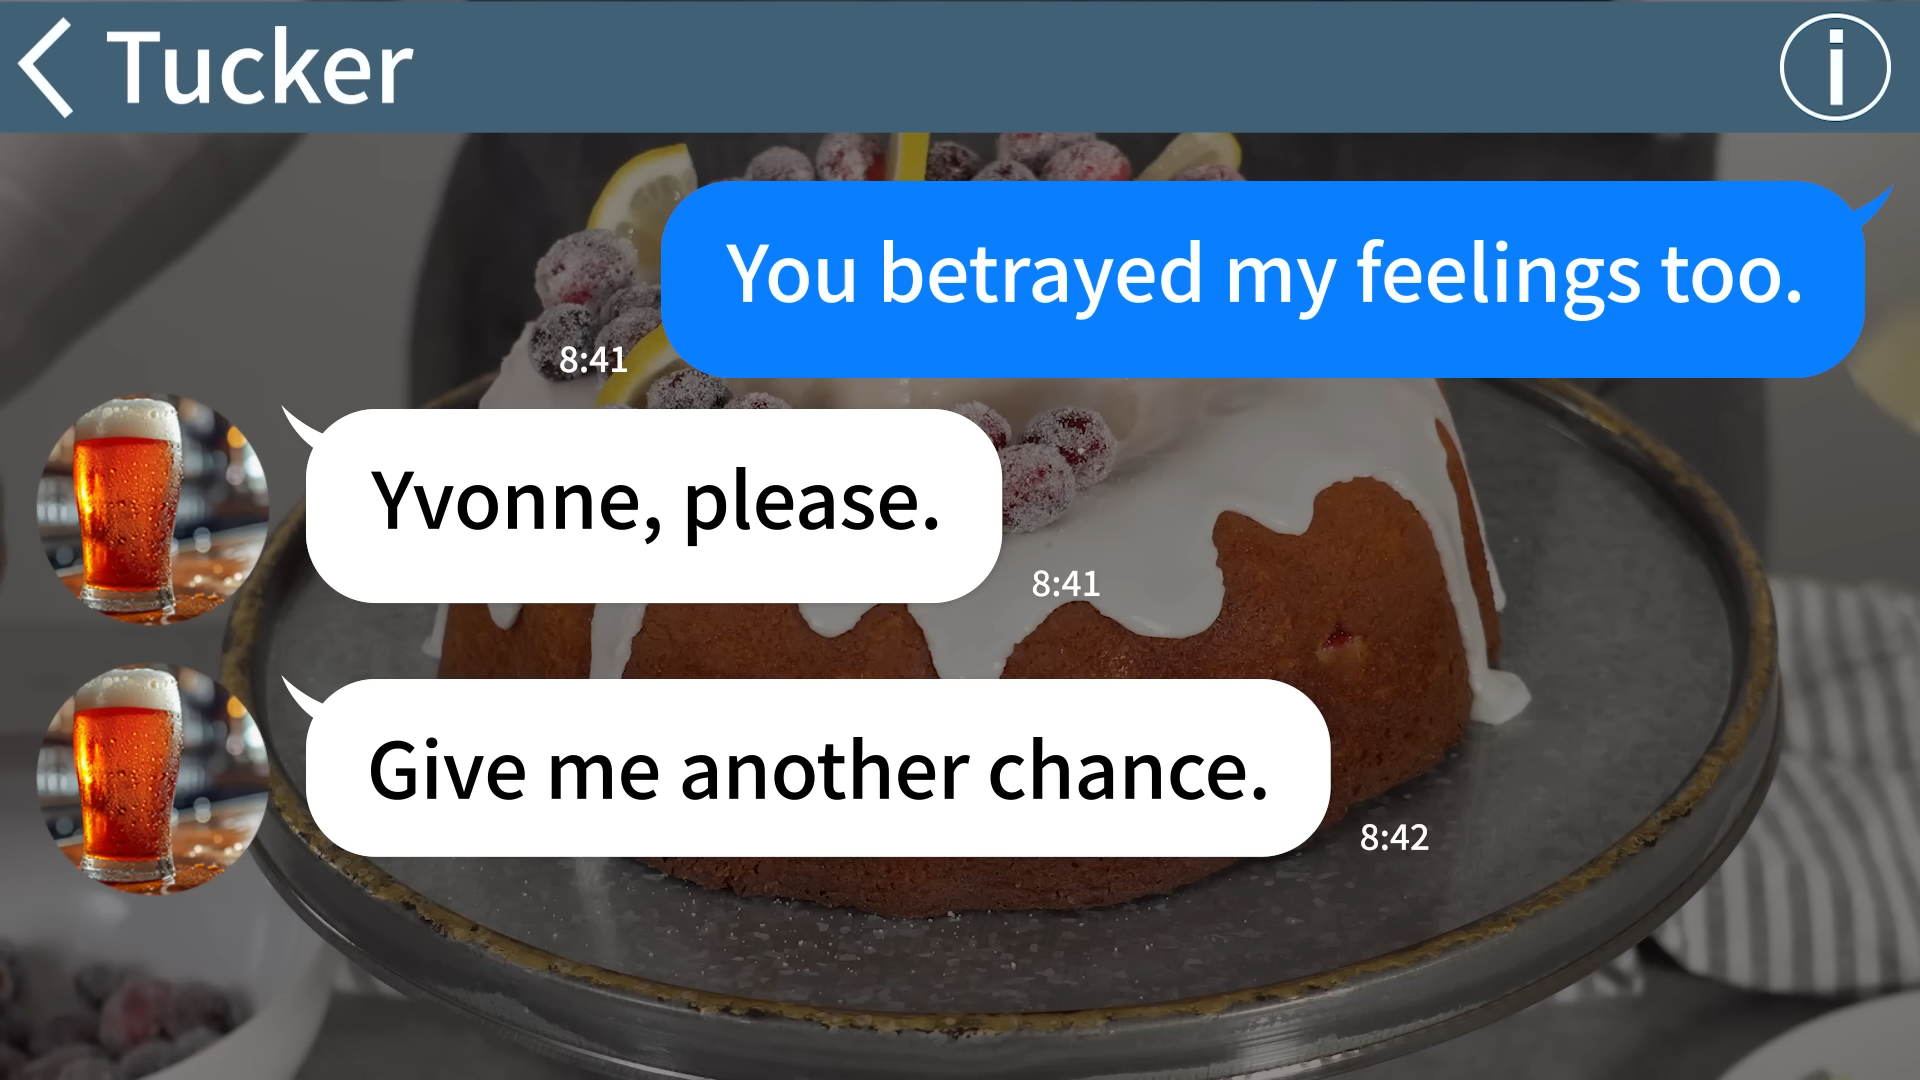 Tucker
You betrayed my feelings too.
8:41
Yvonne, please.
8:41
Give me another chance.
8:42